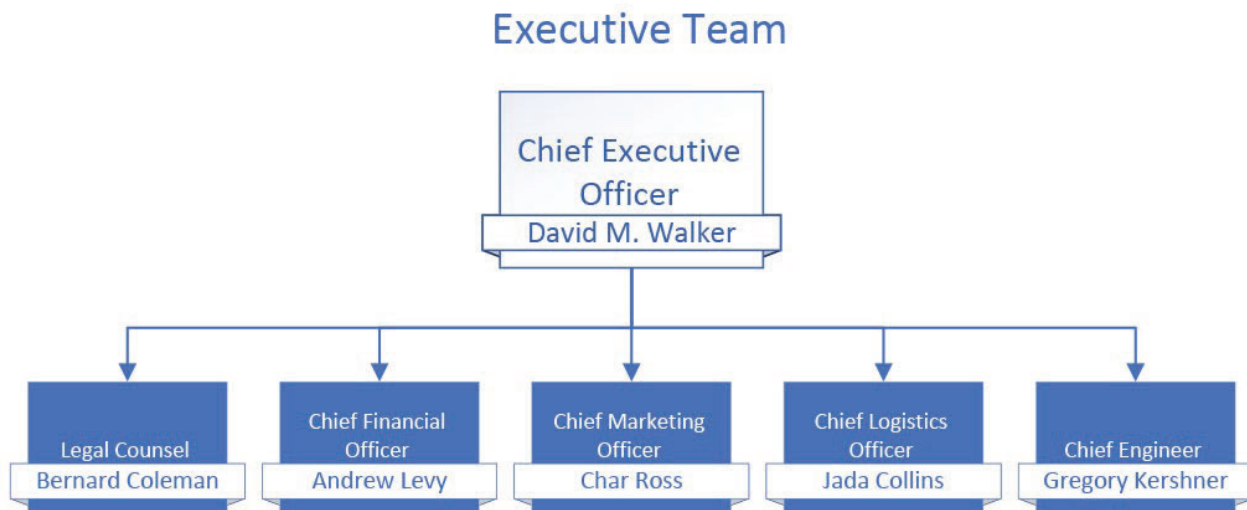 Executive Team
Chief Executive
Officer
David M. Walker
Legal Counsel
Bernard Coleman
Chief Financial
Officer
Andrew Levy
Chief Marketing
Officer
Char Ross
Chief Logistics
Officer
Jada Collins
Chief Engineer
Gregory Kershner